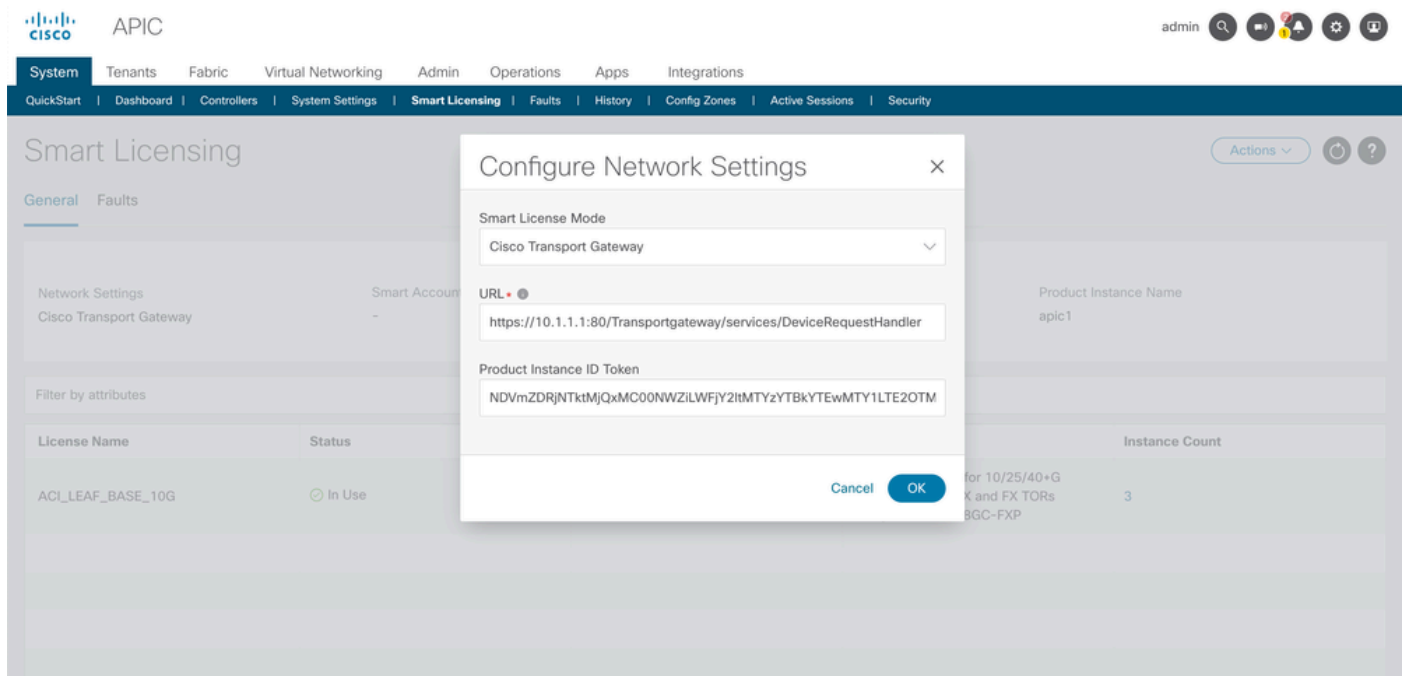 CISCO
APIC
admin
2
1
System Tenants Fabric Virtual Networking Admin Operations Apps Integrations
QuickStart | Dashboard | Controllers | System Settings | Smart Licensing | Faults | History | Config Zones | Active Sessions | Security
Smart Licensing
Actions
?
General Faults
Network Settings
Cisco Transport Gateway
Smart Accoun
-
Product Instance Name
apic1
Filter by attributes
License Name Status Instance Count
ACI_LEAF_BASE_10G In Use
for 10/25/40+G
X and FX TORs
8GC-FXP
3
Configure Network Settings
Smart License Mode
Cisco Transport Gateway
URL
https://10.1.1.1:80/Transportgateway/services/DeviceRequestHandler
Product Instance ID Token
NDVmZDRjNTktMjQxMC00NWZiLWFjY2ItMTYzYTBkYTEwMTY1LTE2OTM
Cancel OK